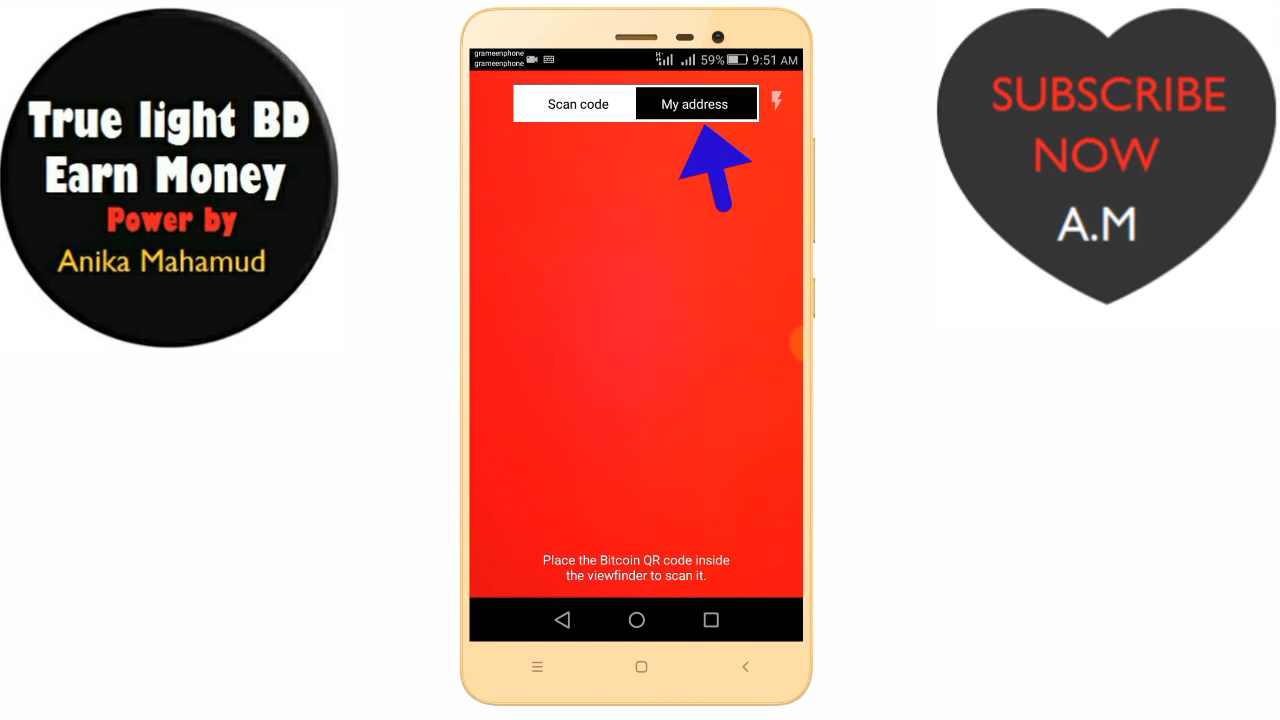 True light BD
Earn Money
Power by
Anika Mahamud
grameenphone
grameenphone
59%
9:51 AM
Scan code
My address
Place the Bitcoin QR code inside
the viewfinder to scan it.
SUBSCRIBE
NOW
A.M